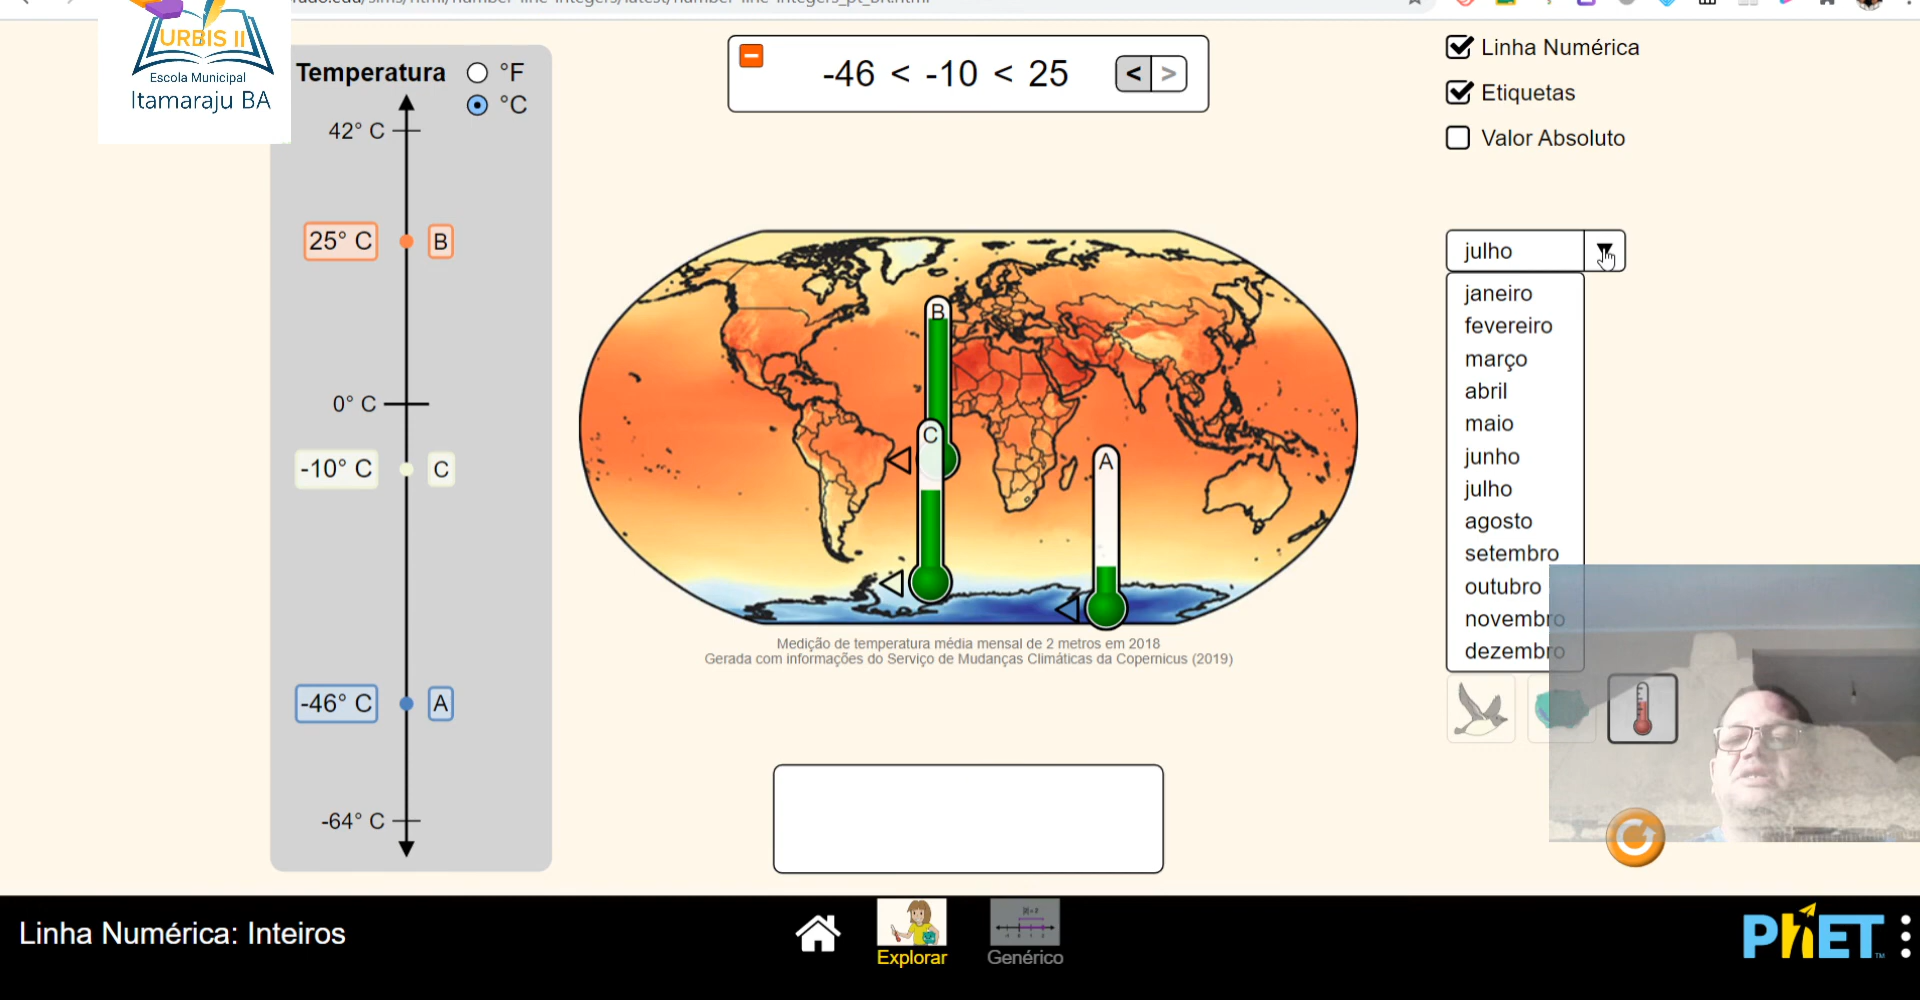 URBIS II
Escola Municipal
Itamaraju BA
Temperatura
°F
°C
42° C
25° C
B
0° C
-10° C
C
-46° C
A
-64° C
-46 < -10 < 25
<
>
B
C
A
Medição de temperatura média mensal de 2 metros em 2018
Gerada com informações do Serviço de Mudanças Climáticas da Copernicus (2019)
Linha Numérica
Etiquetas
Valor Absoluto
julho
janeiro
fevereiro
março
abril
maio
junho
julho
agosto
setembro
outubro
novembro
dezembro
Linha Numérica: Inteiros
Explorar
Genérico
PhET